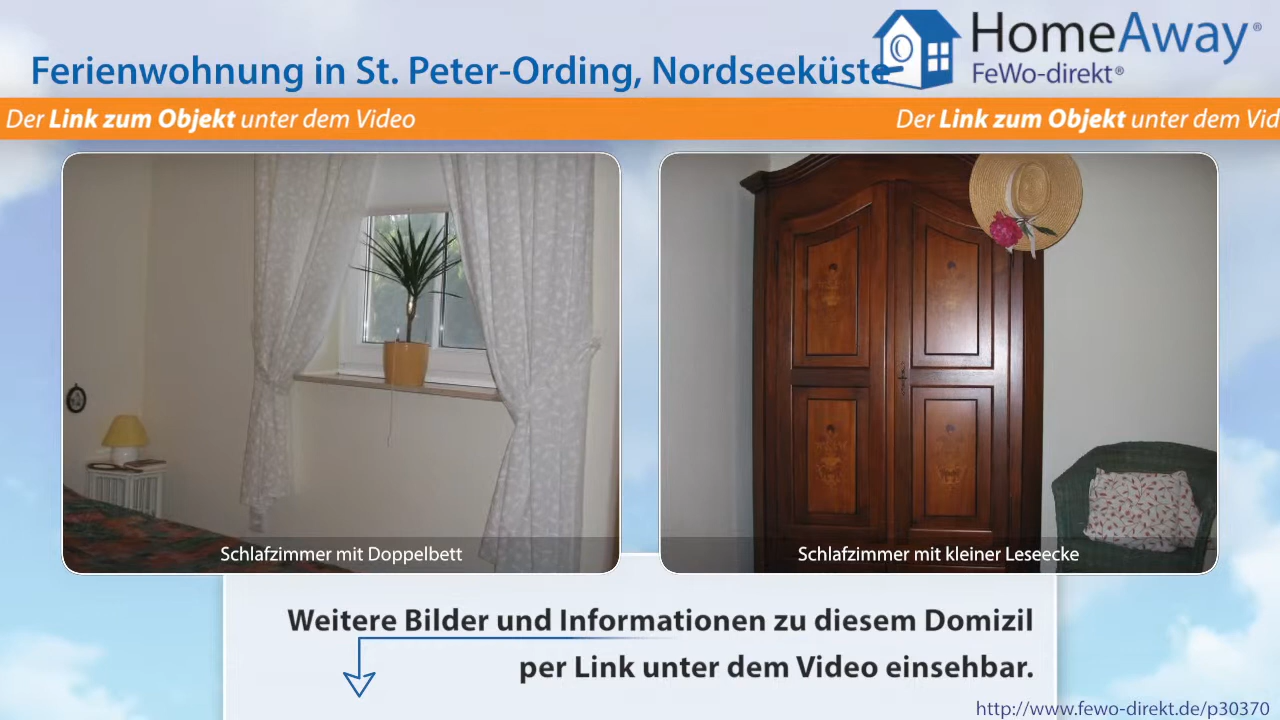 Ferienwohnung in St. Peter-Ording, Nordseeküste
HomeAway®
FeWo-direkt®
Der Link zum Objekt unter dem Video
Der Link zum Objekt unter dem Vid
Schlafzimmer mit Doppelbett
Schlafzimmer mit kleiner Leseecke
Weitere Bilder und Informationen zu diesem Domizil
per Link unter dem Video einsehbar.
http://www.fewo-direkt.de/p30370